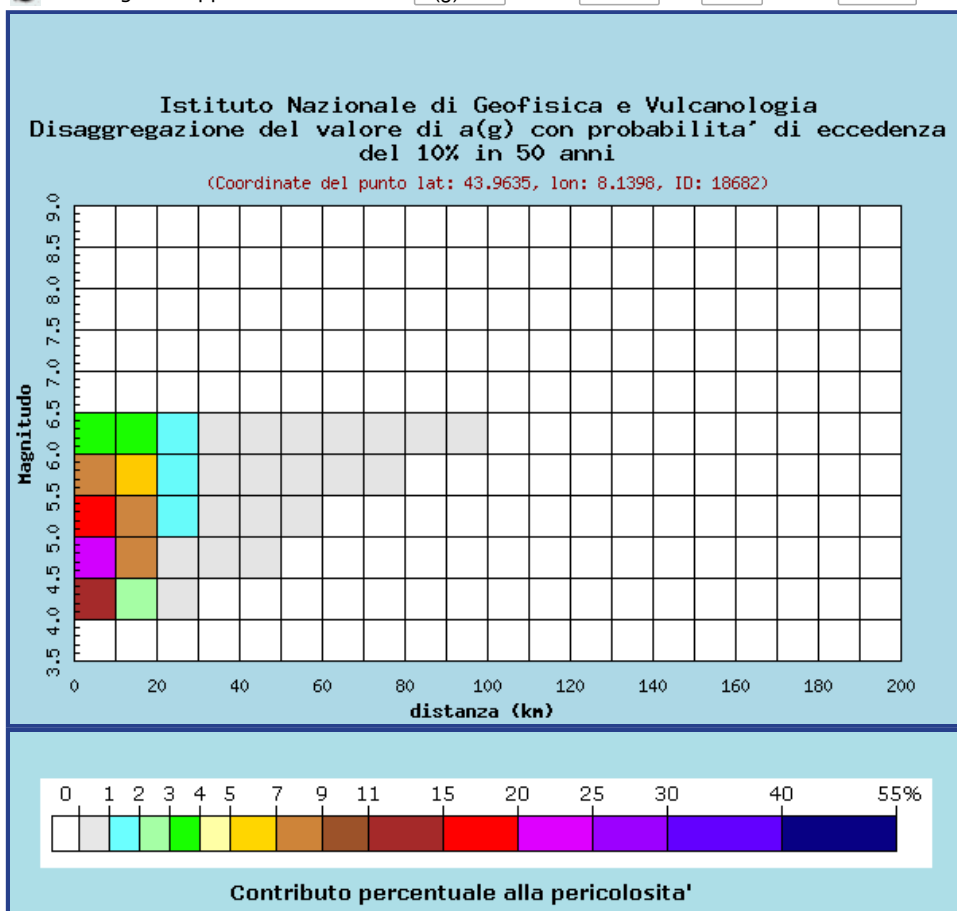 Istituto Nazionale di Geofisica e Vulcanologia
Disaggregazione del valore di a(g) con probabilita' di eccedenza
del 10% in 50 anni
(Coordinate del punto lat: 43.9635, lon: 8.1398, ID: 18682)
9.0
8.5
8.0
7.5
7.0
6.5
6.0
5.5
5.0
4.5
4.0
3.5
Magnitudo
0 20 40 60 80 100 120 140 160 180 200
distanza (km)
0 1 2 3 4 5 7 9 11 15 20 25 30 40 55%
Contributo percentuale alla pericolosita'